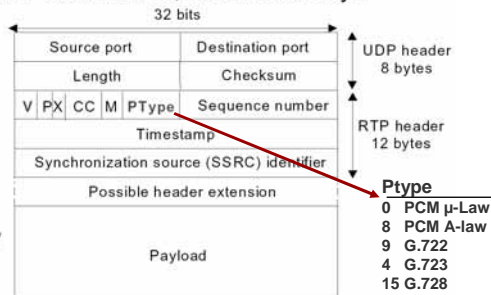 32 bits
Source port Destination port
UDP header
8 bytes
Length Checksum
V PX CC M PType Sequence number
RTP header
12 bytes
Timestamp
Synchronization source (SSRC) identifier
Possible header extension
Payload
Ptype
0 PCM µ-Law
8 PCM A-law
9 G.722
4 G.723
15 G.728